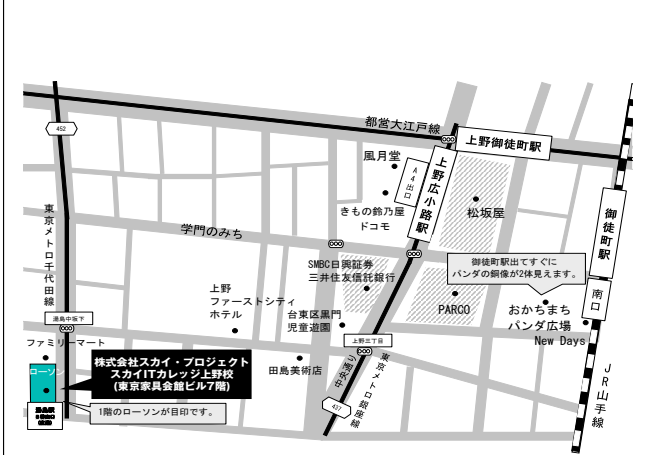 都営大江戸線
上野御徒町駅
452
風月堂
A4出口
上野広小路駅
きもの鈴乃屋
ドコモ
松坂屋
東京メトロ千代田線
学門のみち
御徒町駅
SMBC日興証券
三井住友信託銀行
御徒町駅出てすぐに
パンダの銅像が2体見えます。
南口
上野
ファーストシティ
ホテル
台東区黒門
児童遊園
PARCO
おかちまち
パンダ広場
New Days
湯島中坂下
ファミリーマート
上野三丁目
ローソン
株式会社スカイ・プロジェクト
スカイITカレッジ上野校
(東京家具会館ビル7階)
田島美術店
中央通り
東京メトロ銀座線
JR山手線
437
湯島駅
1階のローソンが目印です。